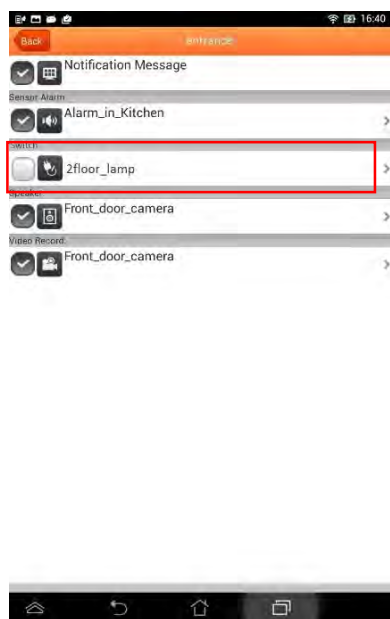 16:40
Back
entrance
Notification Message
Sensor Alarm
Alarm_in_Kitchen
Switch
2floor_lamp
Speaker
Front_door_camera
Video Record
Front_door_camera